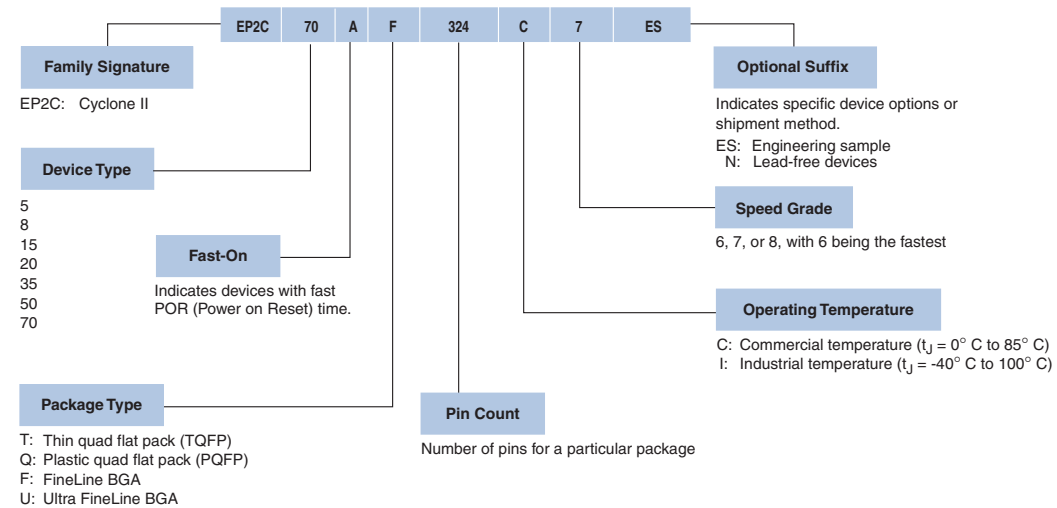 EP2C 70 A F 324 C 7 ES
Family Signature
EP2C: Cyclone II
Optional Suffix
Indicates specific device options or
shipment method.
ES: Engineering sample
N: Lead-free devices
Device Type
5
8
15
20
35
50
70
Speed Grade
6, 7, or 8, with 6 being the fastest
Fast-On
Indicates devices with fast
POR (Power on Reset) time.
Operating Temperature
C: Commercial temperature (tJ = 0° C to 85° C)
I: Industrial temperature (tJ = -40° C to 100° C)
Package Type
T: Thin quad flat pack (TQFP)
Q: Plastic quad flat pack (PQFP)
F: FineLine BGA
U: Ultra FineLine BGA
Pin Count
Number of pins for a particular package